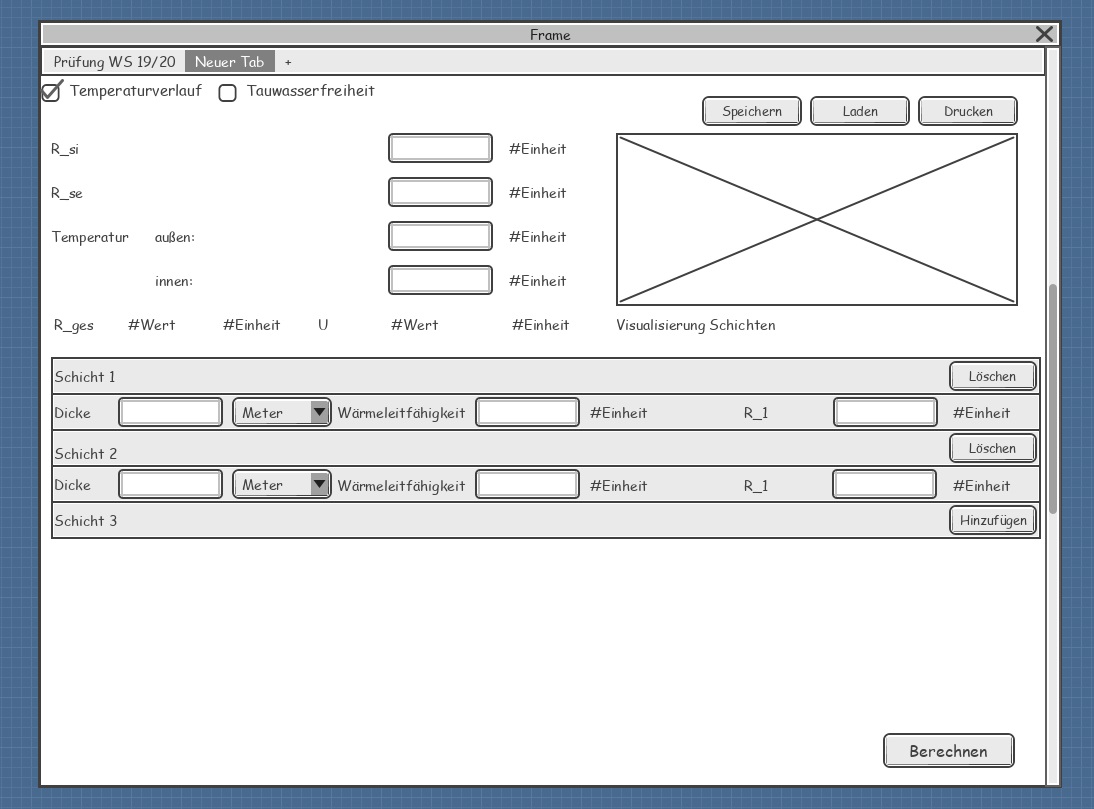 Frame
Prüfung WS 19/20 Neuer Tab +
Temperaturverlauf Tauwasserfreiheit
Speichern Laden Drucken
R_si #Einheit
R_se #Einheit
Temperatur außen: #Einheit
innen: #Einheit
R_ges #Wert #Einheit U #Wert #Einheit Visualisierung Schichten
Schicht 1 Löschen
Dicke Meter Wärmeleitfähigkeit #Einheit R_1 #Einheit
Schicht 2 Löschen
Dicke Meter Wärmeleitfähigkeit #Einheit R_1 #Einheit
Schicht 3 Hinzufügen
Berechnen